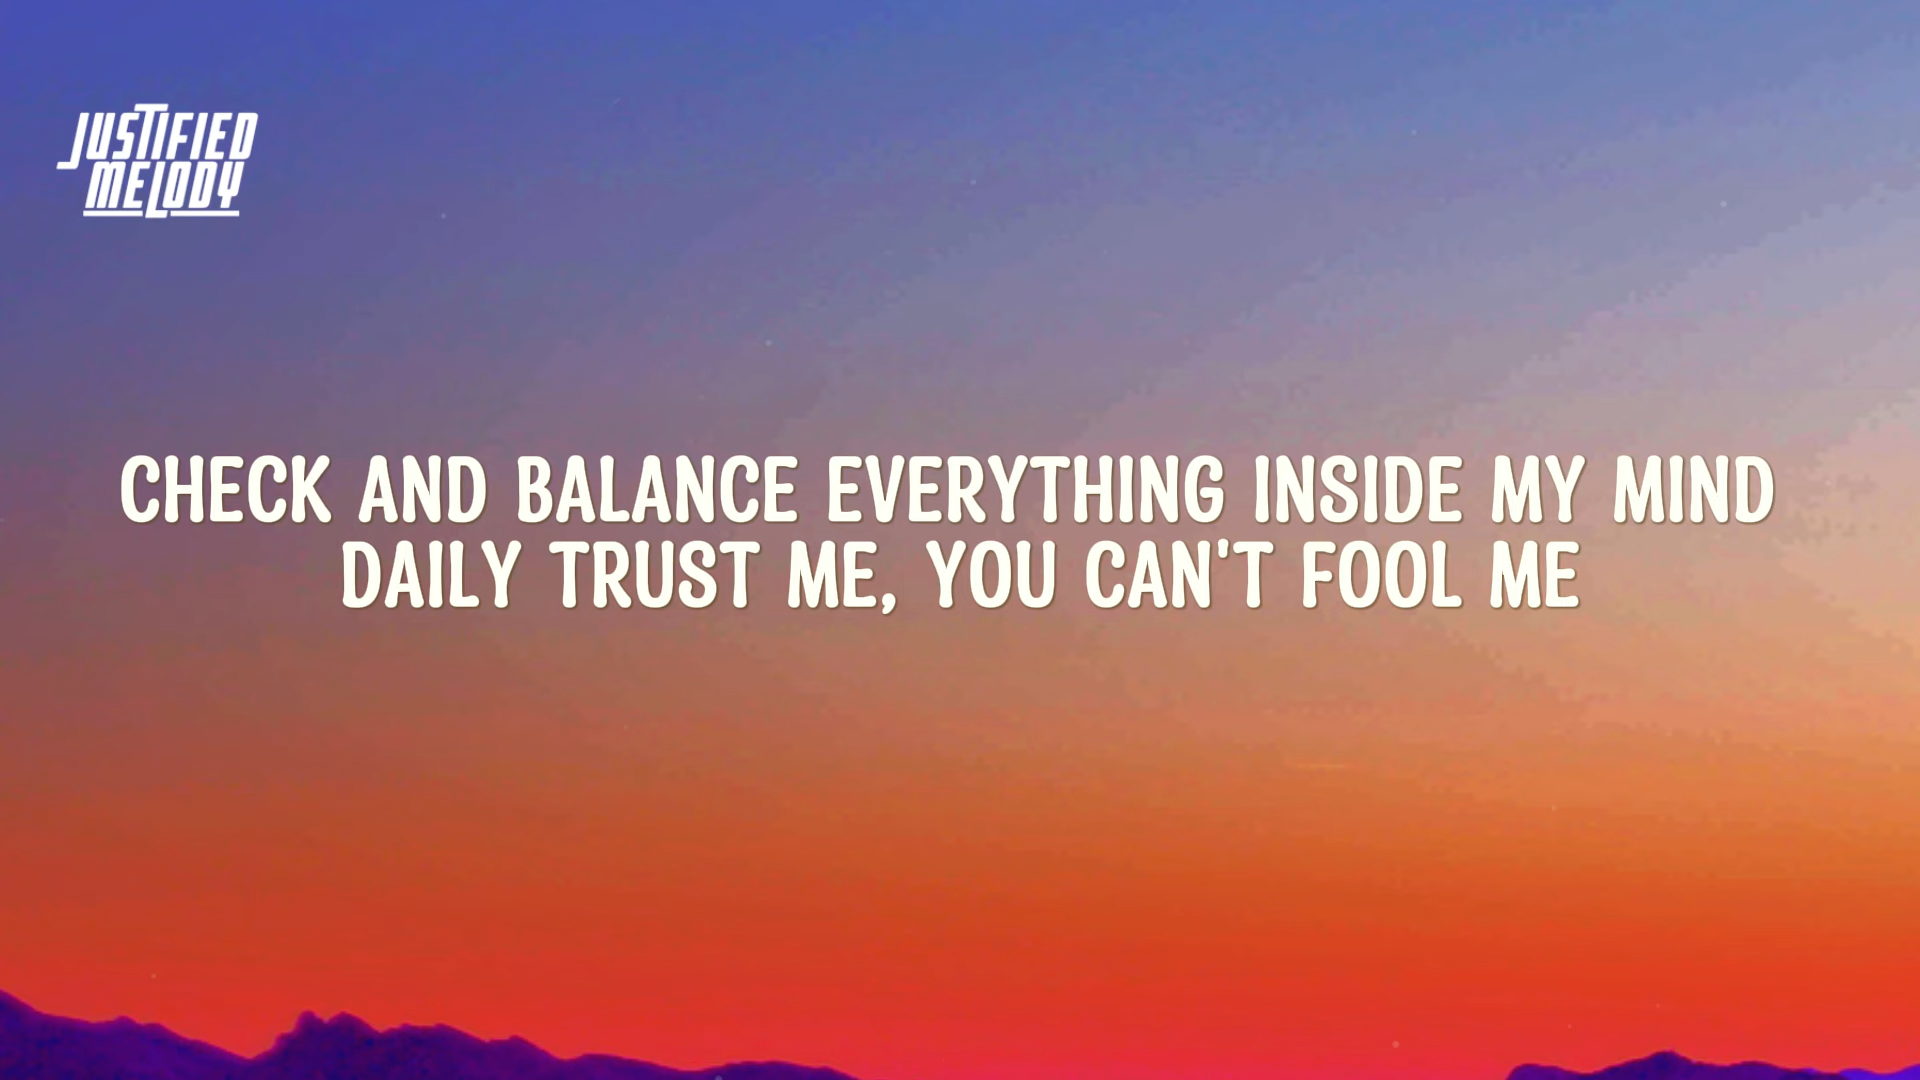 JUSTIFIED
MELODY
CHECK AND BALANCE EVERYTHING INSIDE MY MIND
DAILY TRUST ME, YOU CAN'T FOOL ME